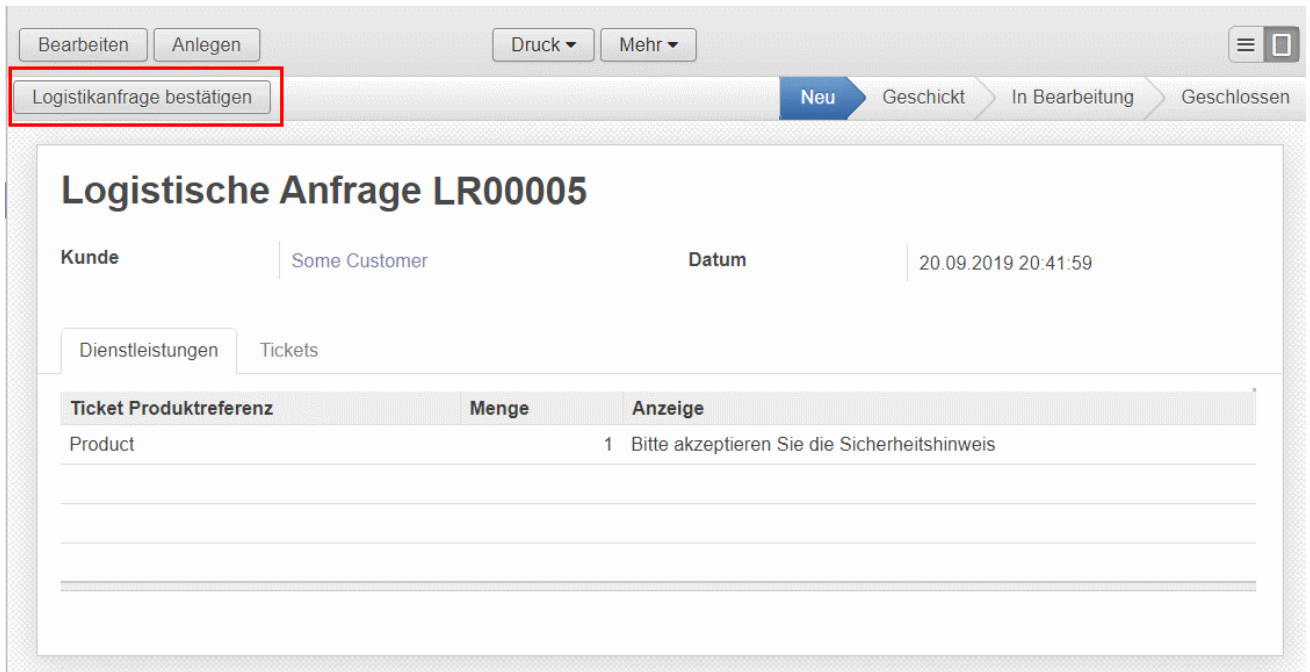 Bearbeiten Anlegen Druck Mehr
Logistikanfrage bestätigen Neu Geschickt In Bearbeitung Geschlossen
Logistische Anfrage LR00005
Kunde Some Customer Datum 20.09.2019 20:41:59
Dienstleistungen Tickets
Ticket Produktreferenz Menge Anzeige
Product 1 Bitte akzeptieren Sie die Sicherheitshinweis